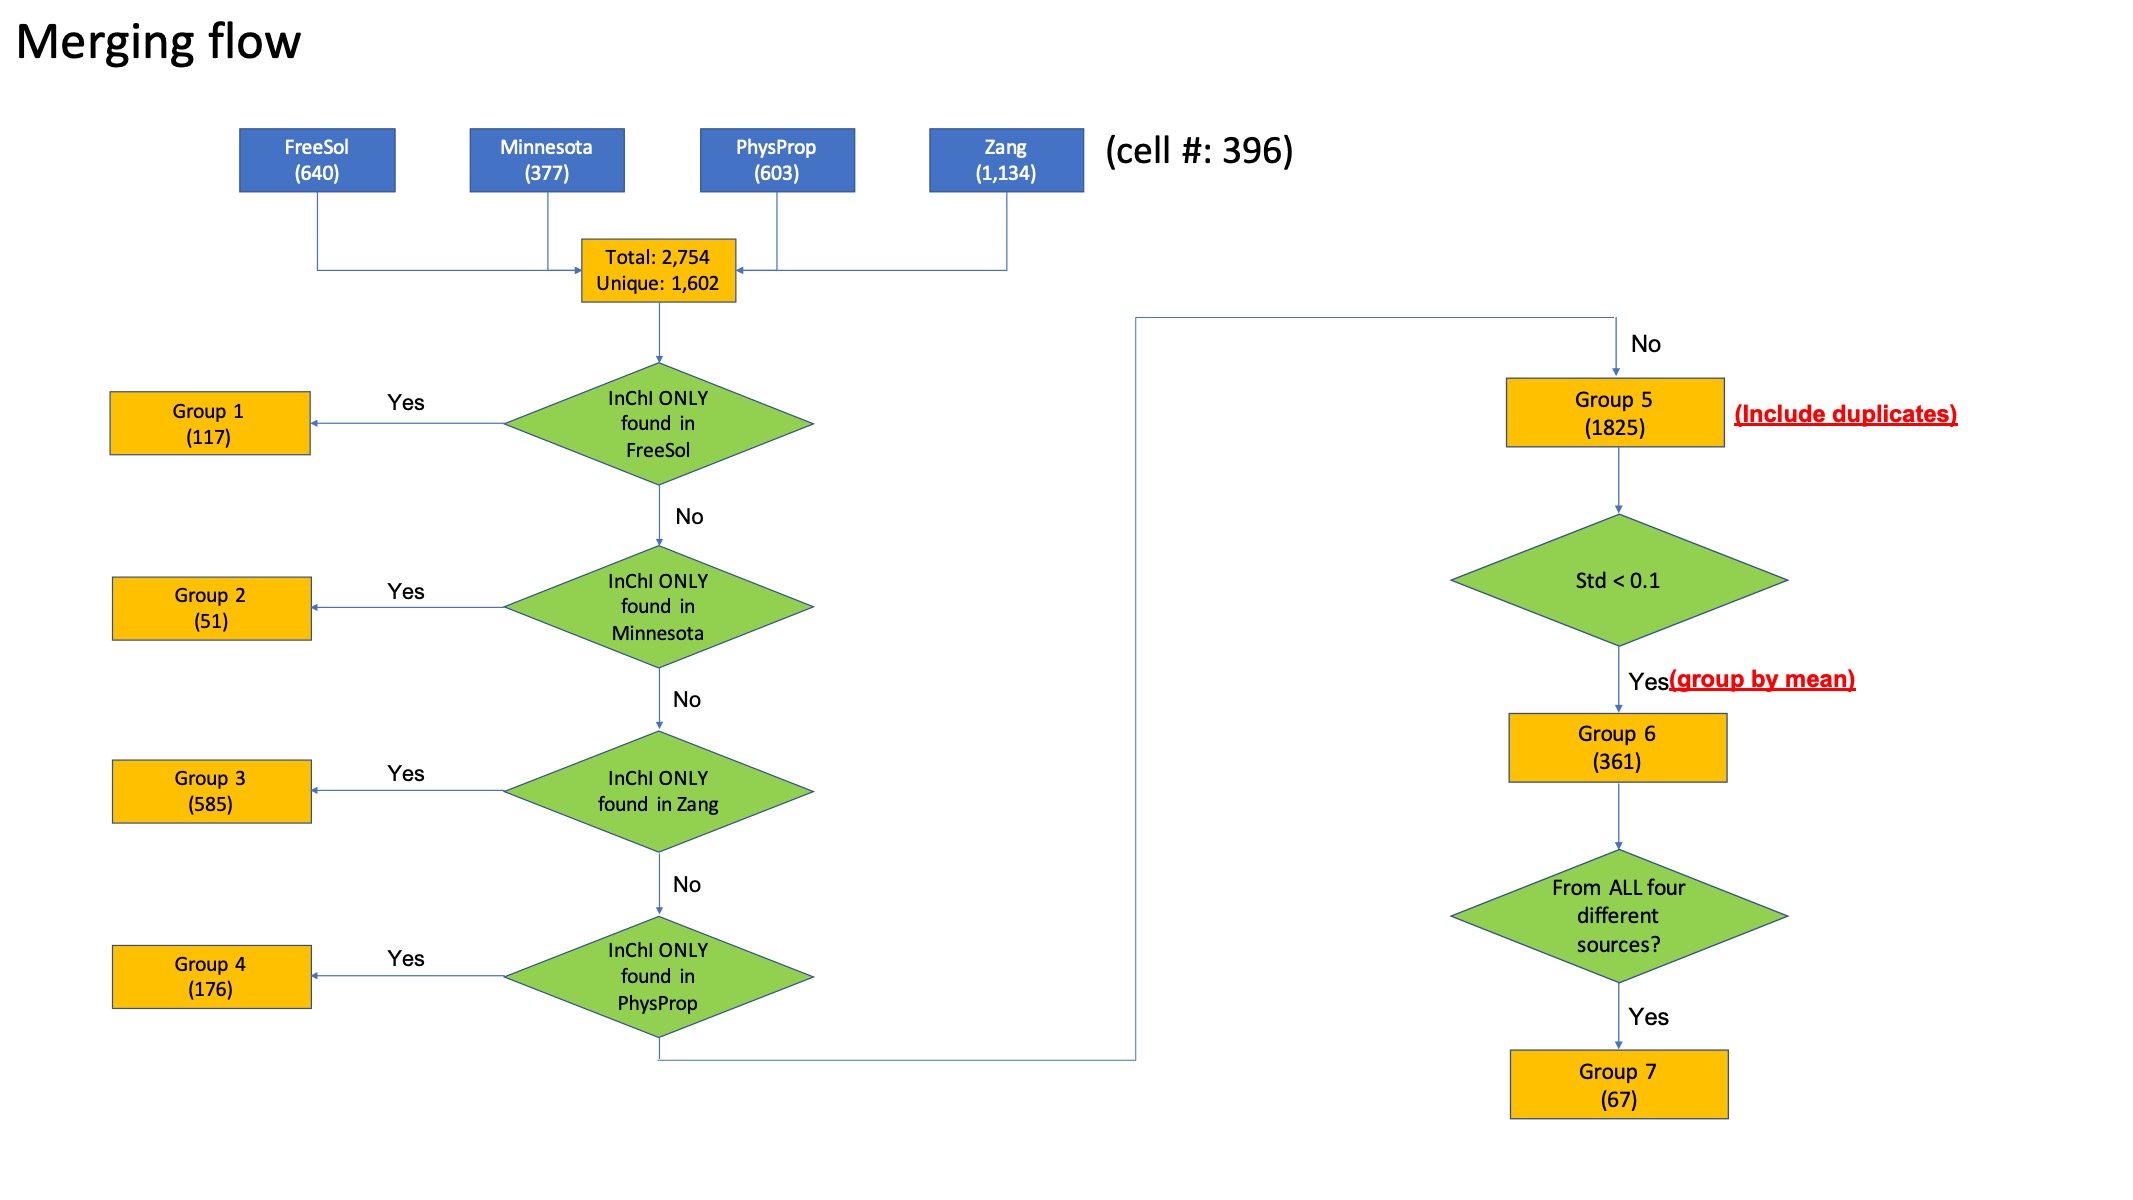 Merging flow
FreeSol
(640)
Minnesota
(377)
PhysProp
(603)
Zang
(1,134)
(cell #: 396)
Total: 2,754
Unique: 1,602
InChI ONLY
found in
FreeSol
Yes
Group 1
(117)
No
InChI ONLY
found in
Minnesota
Yes
Group 2
(51)
No
InChI ONLY
found in Zang
Yes
Group 3
(585)
No
InChI ONLY
found in
PhysProp
Yes
Group 4
(176)
No
Group 5
(1825)
(Include duplicates)
Std < 0.1
Yes(group by mean)
Group 6
(361)
From ALL four
different
sources?
Yes
Group 7
(67)